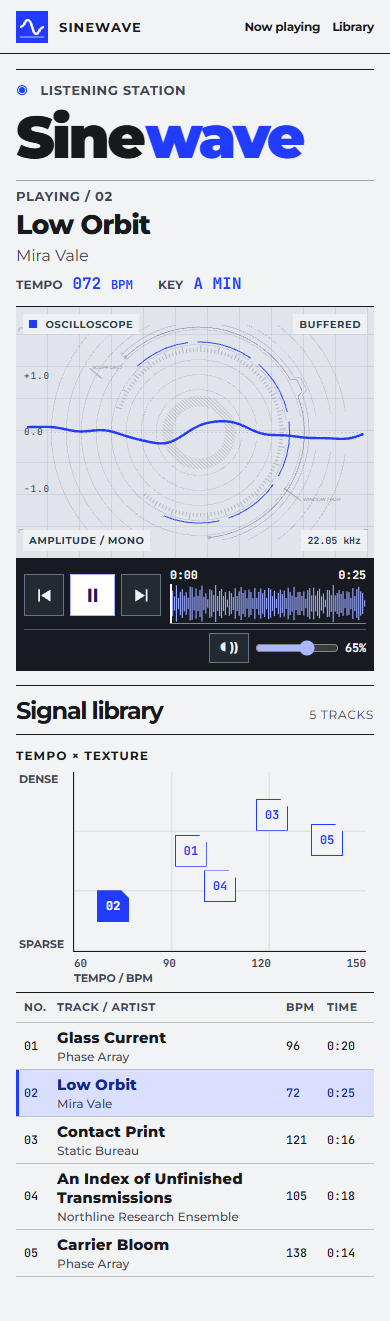 SINEWAVE
Now playing Library
LISTENING STATION
Sinewave
PLAYING / 02
Low Orbit
Mira Vale
TEMPO 072 BPM KEY A MIN
OSCILLOSCOPE BUFFERED
+1.0
0.0
-1.0
AMPLITUDE / MONO 22.05 kHz
0:00 0:25
65%
Signal library 5 TRACKS
TEMPO × TEXTURE
DENSE
03
05
01
04
02
SPARSE
60 90 120 150
TEMPO / BPM
NO. TRACK / ARTIST BPM TIME
01 Glass Current 96 0:20
Phase Array
02 Low Orbit 72 0:25
Mira Vale
03 Contact Print 121 0:16
Static Bureau
04 An Index of Unfinished Transmissions 105 0:18
Northline Research Ensemble
05 Carrier Bloom 138 0:14
Phase Array